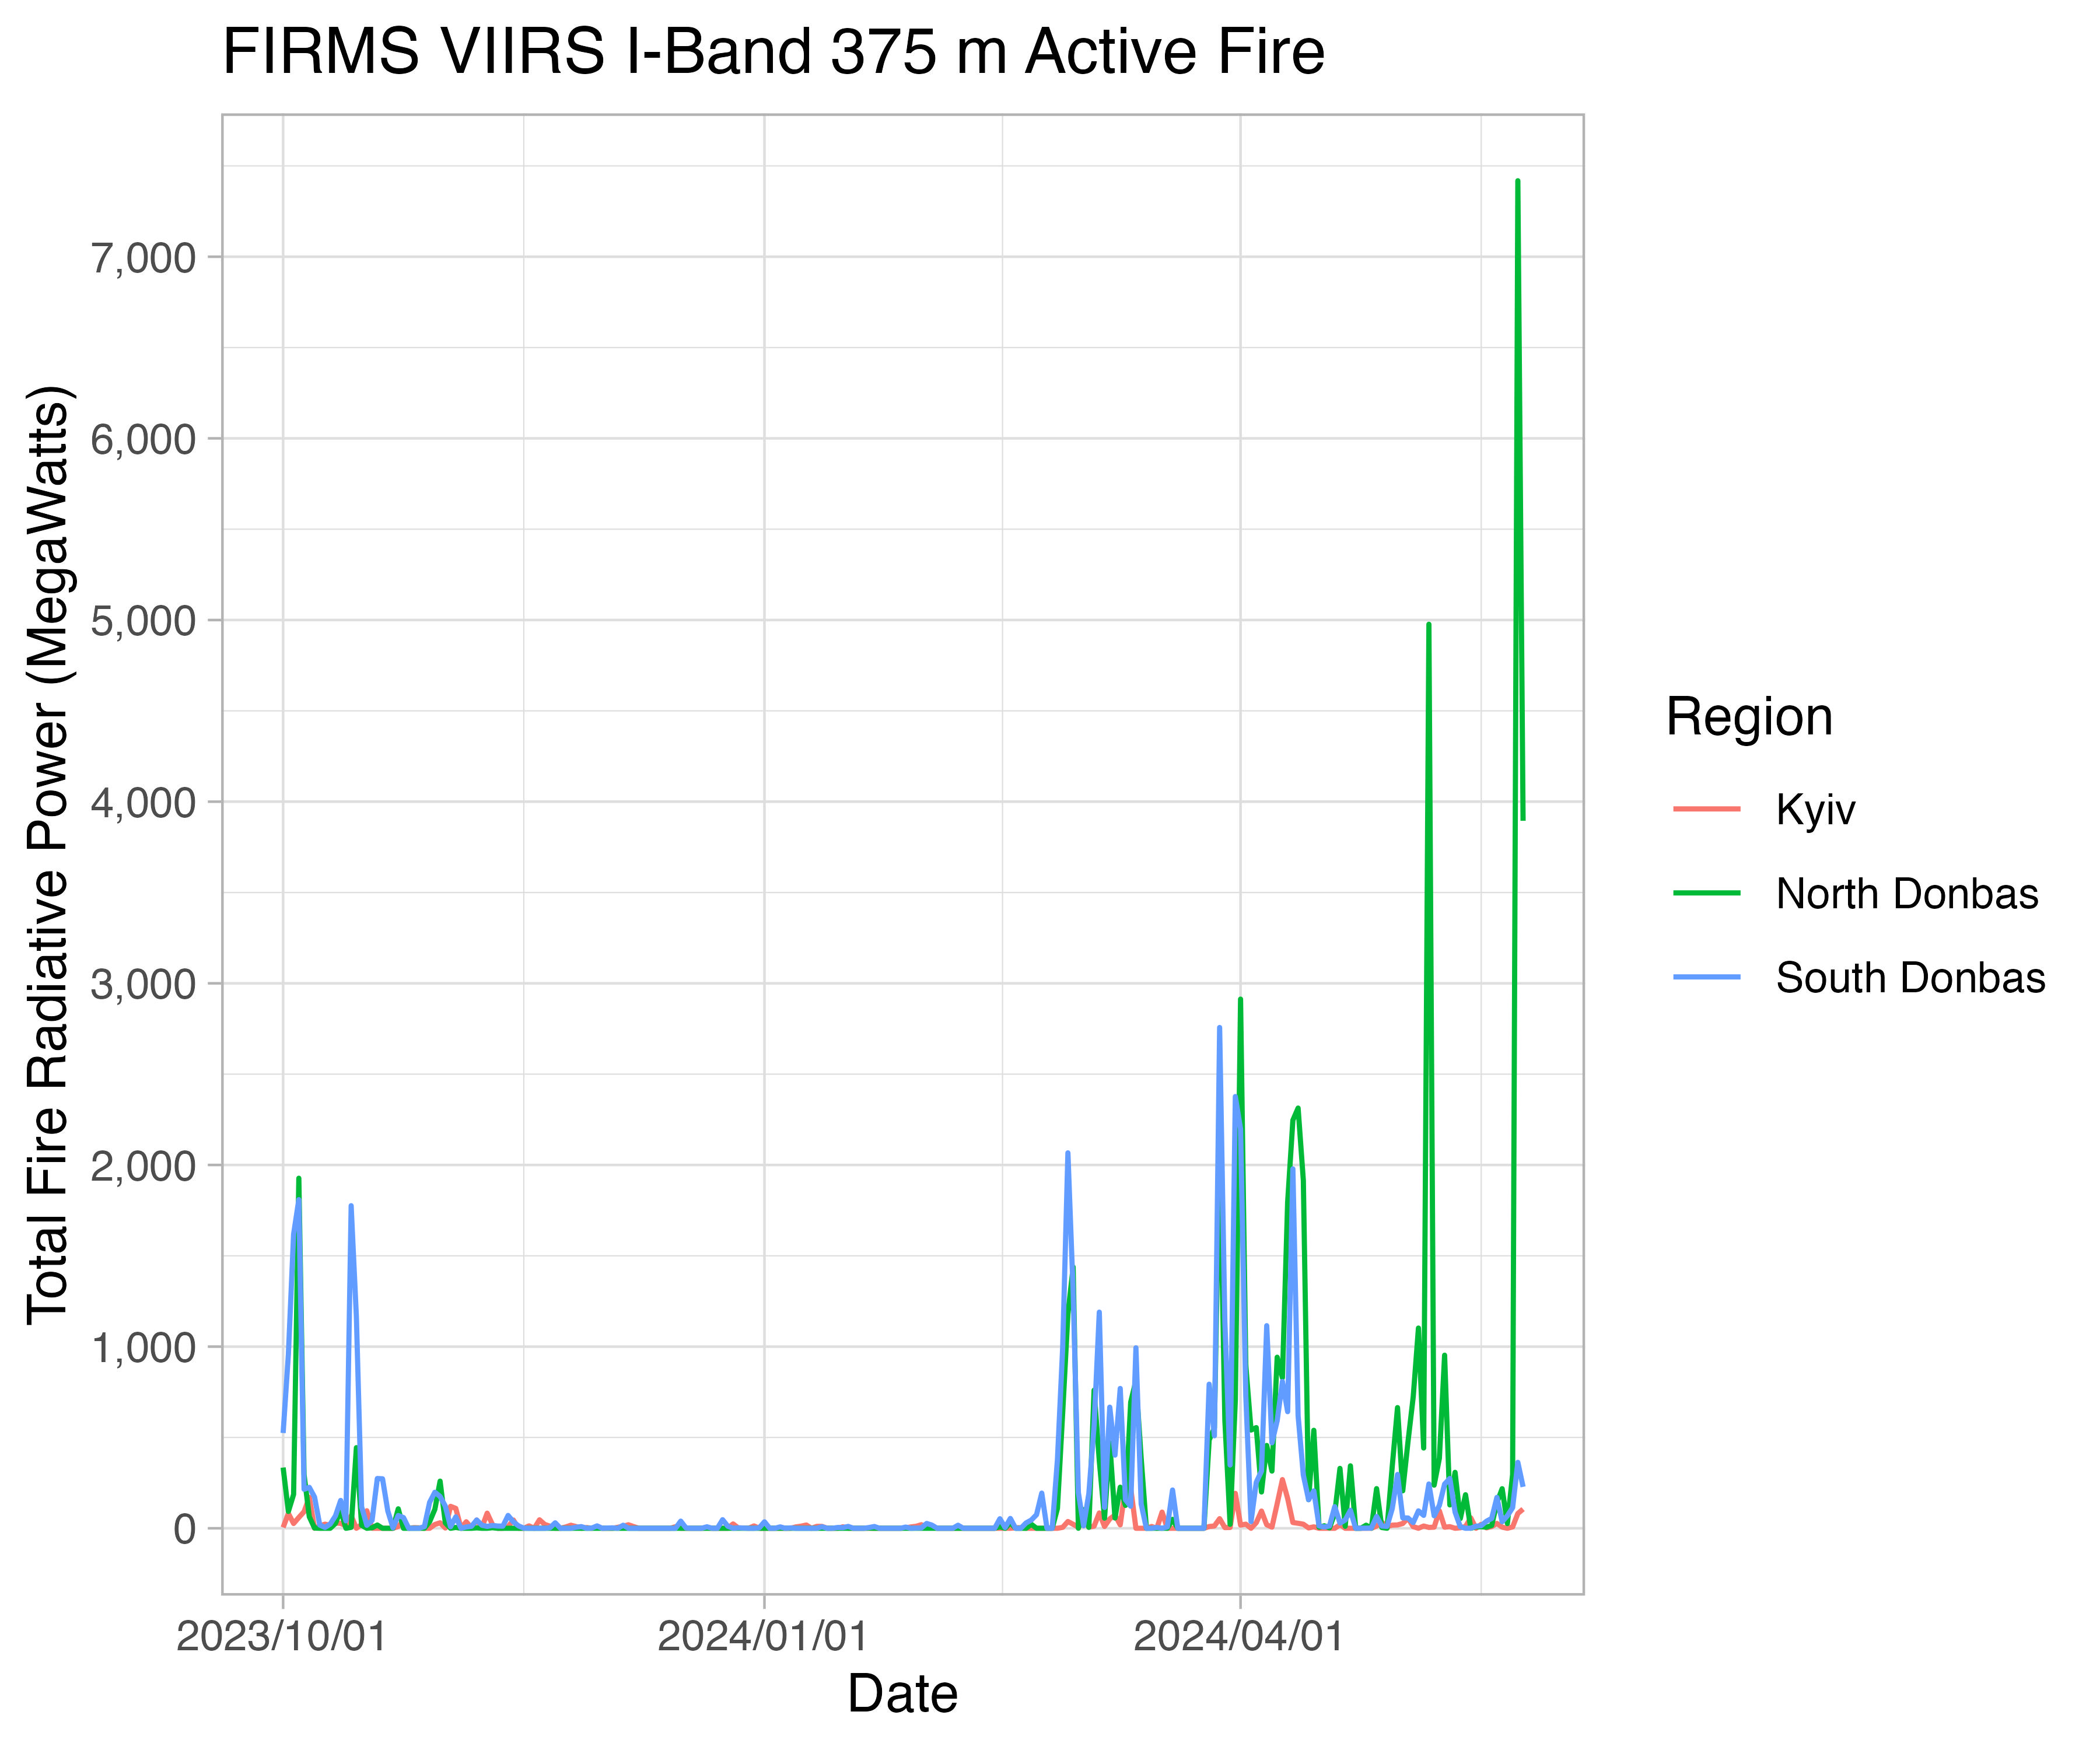 FIRMS VIIRS I-Band 375 m Active Fire
Total Fire Radiative Power (MegaWatts)
7,000
6,000
5,000
4,000
3,000
2,000
1,000
0
2023/10/01 2024/01/01 2024/04/01
Date
Region
Kyiv
North Donbas
South Donbas